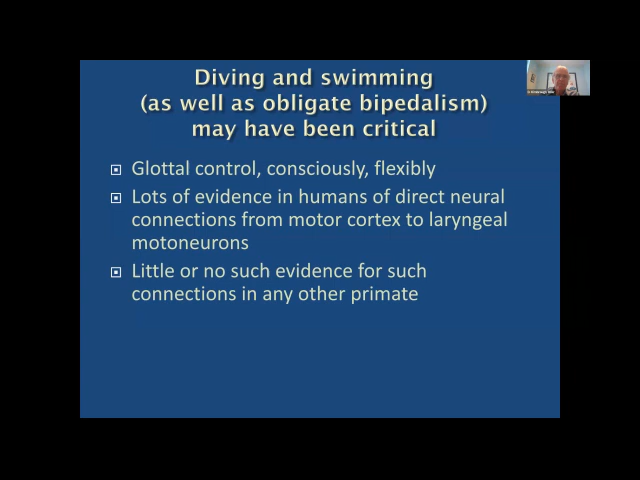 Diving and swimming
(as well as obligate bipedalism)
may have been critical
Glottal control, consciously, flexibly
Lots of evidence in humans of direct neural
connections from motor cortex to laryngeal
motoneurons
Little or no such evidence for such
connections in any other primate